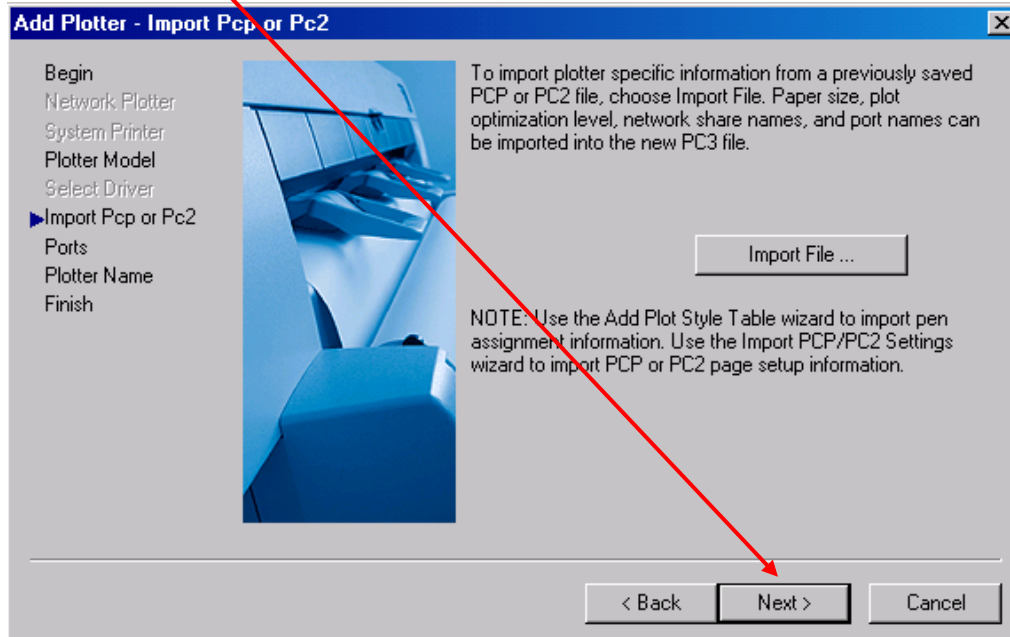 Add Plotter - Import Pcp or Pc2
Begin
Network Plotter
System Printer
Plotter Model
Select Driver
Import Pcp or Pc2
Ports
Plotter Name
Finish
To import plotter specific information from a previously saved
PCP or PC2 file, choose Import File. Paper size, plot
optimization level, network share names, and port names can
be imported into the new PC3 file.
Import File ...
NOTE: Use the Add Plot Style Table wizard to import pen
assignment information. Use the Import PCP/PC2 Settings
wizard to import PCP or PC2 page setup information.
< Back
Next >
Cancel